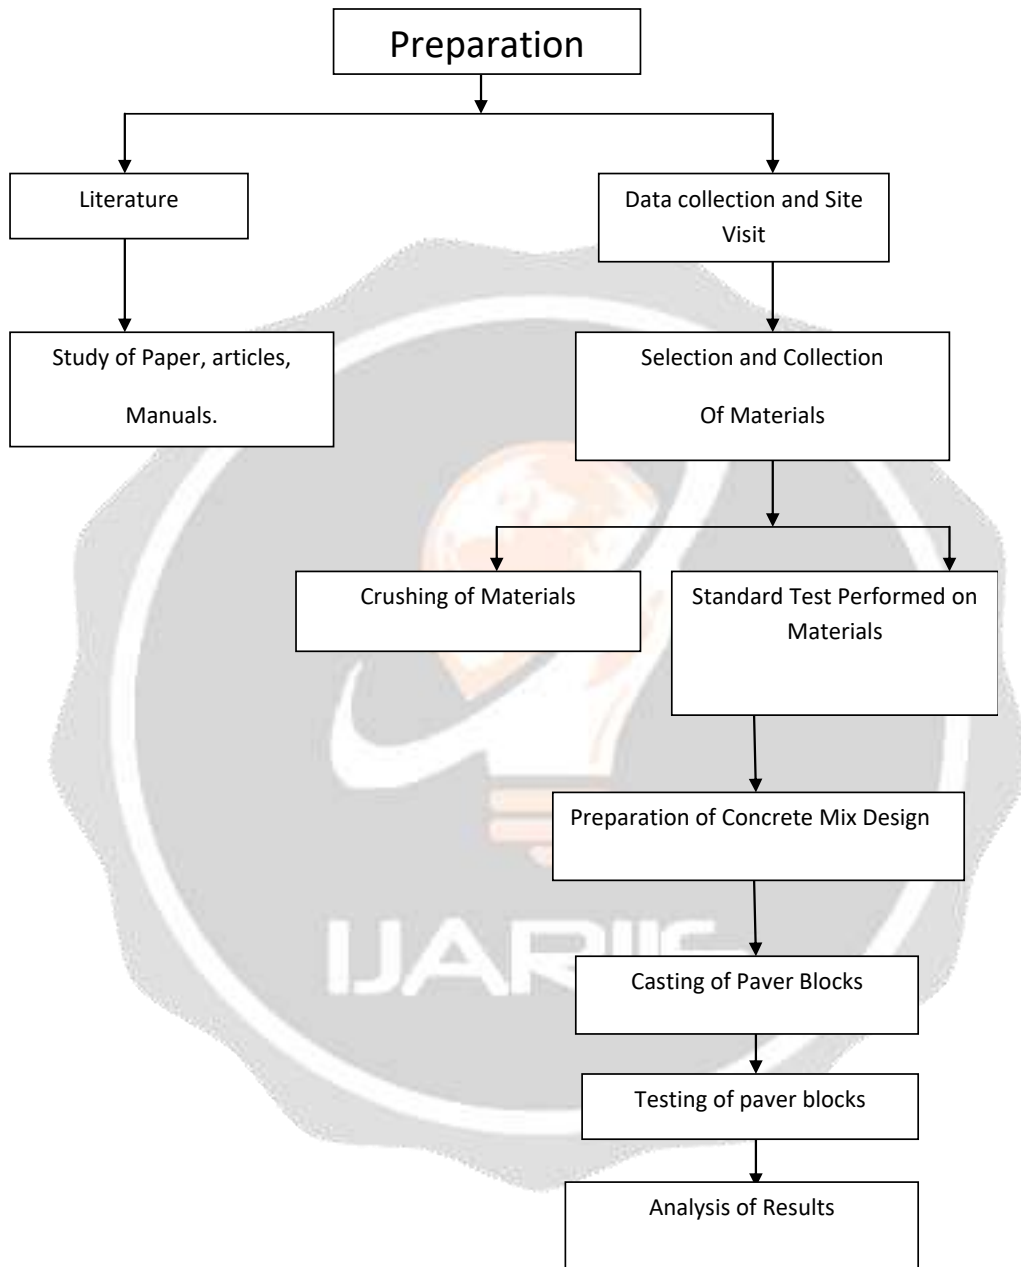 Preparation
Literature
Data collection and Site
Visit
Study of Paper, articles,
Manuals.
Selection and Collection
Of Materials
Crushing of Materials
Standard Test Performed on
Materials
Preparation of Concrete Mix Design
IJARIIE
Casting of Paver Blocks
Testing of paver blocks
Analysis of Results